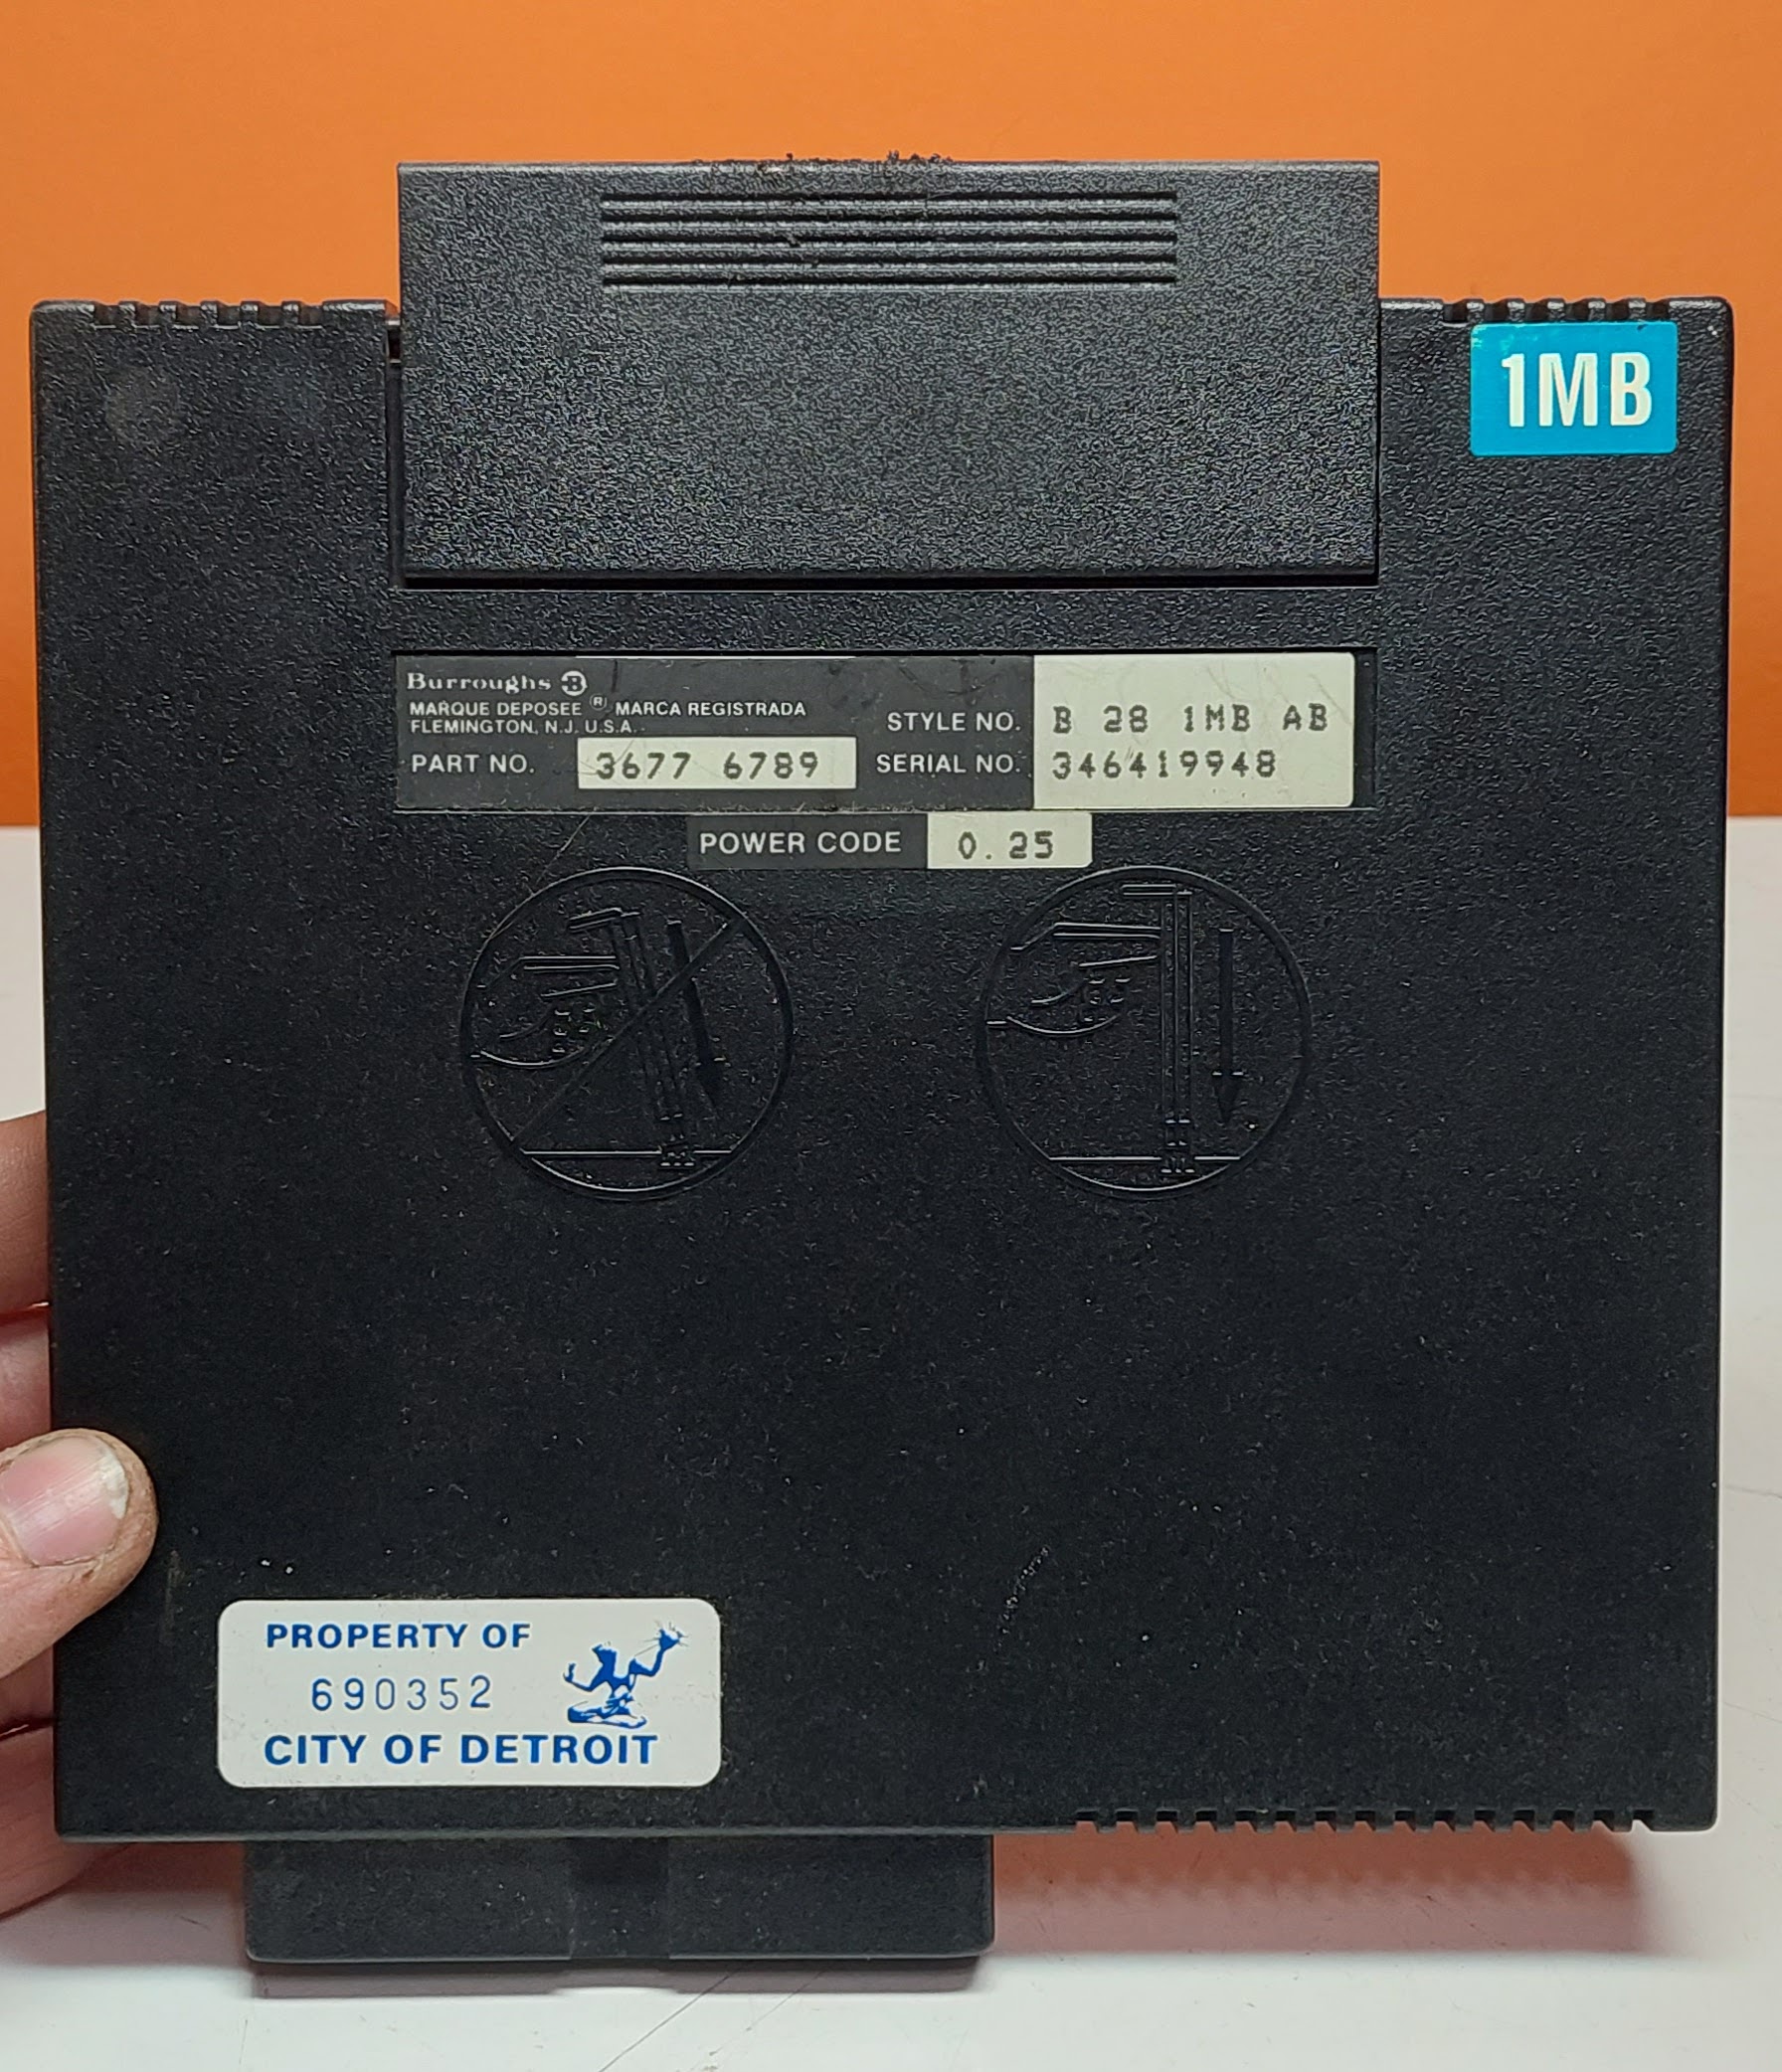 1MB
Burroughs B
MARQUE DEPOSEE ® MARCA REGISTRADA
FLEMINGTON, N.J. U.S.A.
STYLE NO. B 28 1MB AB
PART NO. 3677 6789 SERIAL NO. 346419948
POWER CODE 0.25
PROPERTY OF
690352
CITY OF DETROIT